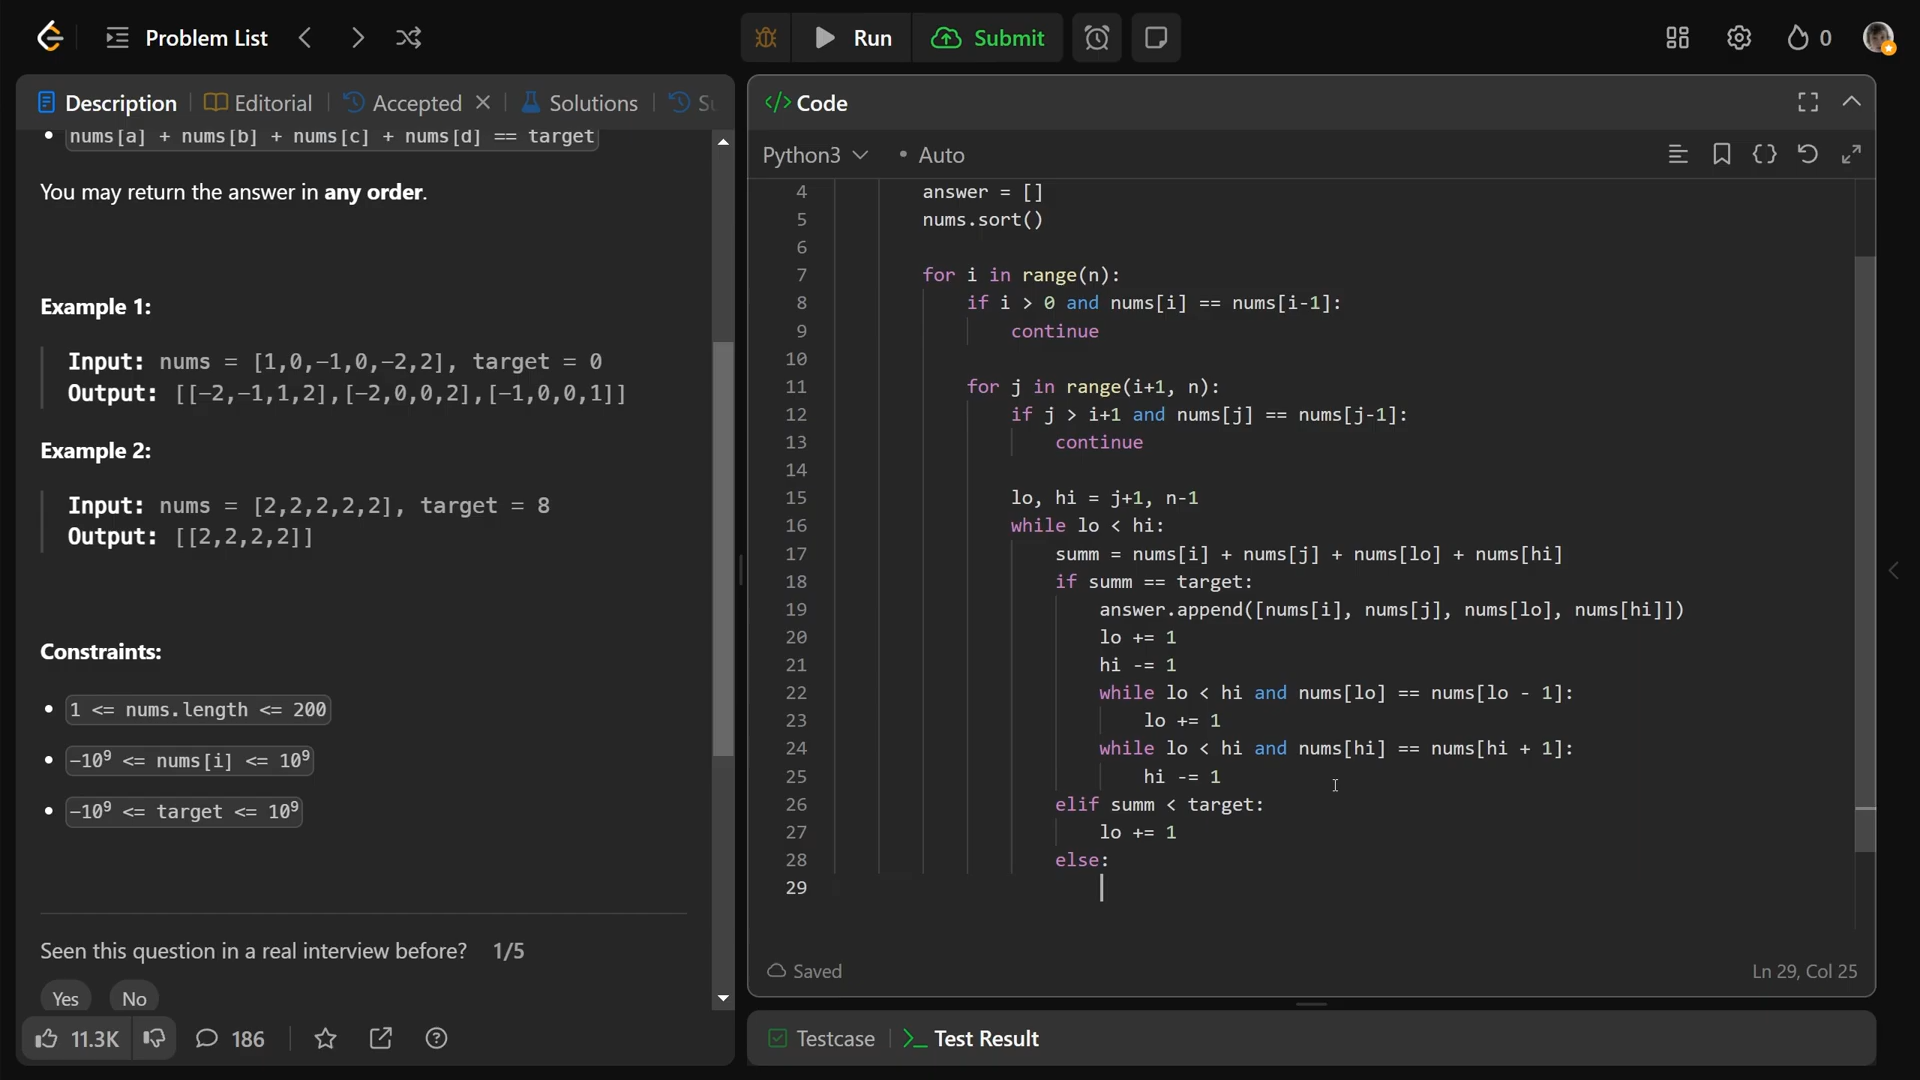 Problem List
Run
Submit
0
Description
Editorial
Accepted
Solutions
Su
nums[a] + nums[b] + nums[c] + nums[d] == target
You may return the answer in any order.
Example 1:
Input: nums = [1,0,-1,0,-2,2], target = 0
Output: [[-2,-1,1,2],[-2,0,0,2],[-1,0,0,1]]
Example 2:
Input: nums = [2,2,2,2,2], target = 8
Output: [[2,2,2,2]]
Constraints:
1 <= nums.length <= 200
-10⁹ <= nums[i] <= 10⁹
-10⁹ <= target <= 10⁹
Seen this question in a real interview before? 1/5
Yes
No
11.3K
186
</> Code
Python3
Auto
4 answer = []
5 nums.sort()
6
7 for i in range(n):
8 if i > 0 and nums[i] == nums[i-1]:
9 continue
10
11 for j in range(i+1, n):
12 if j > i+1 and nums[j] == nums[j-1]:
13 continue
14
15 lo, hi = j+1, n-1
16 while lo < hi:
17 summ = nums[i] + nums[j] + nums[lo] + nums[hi]
18 if summ == target:
19 answer.append([nums[i], nums[j], nums[lo], nums[hi]])
20 lo += 1
21 hi -= 1
22 while lo < hi and nums[lo] == nums[lo - 1]:
23 lo += 1
24 while lo < hi and nums[hi] == nums[hi + 1]:
25 hi -= 1
26 elif summ < target:
27 lo += 1
28 else:
29
Saved
Ln 29, Col 25
Testcase
Test Result